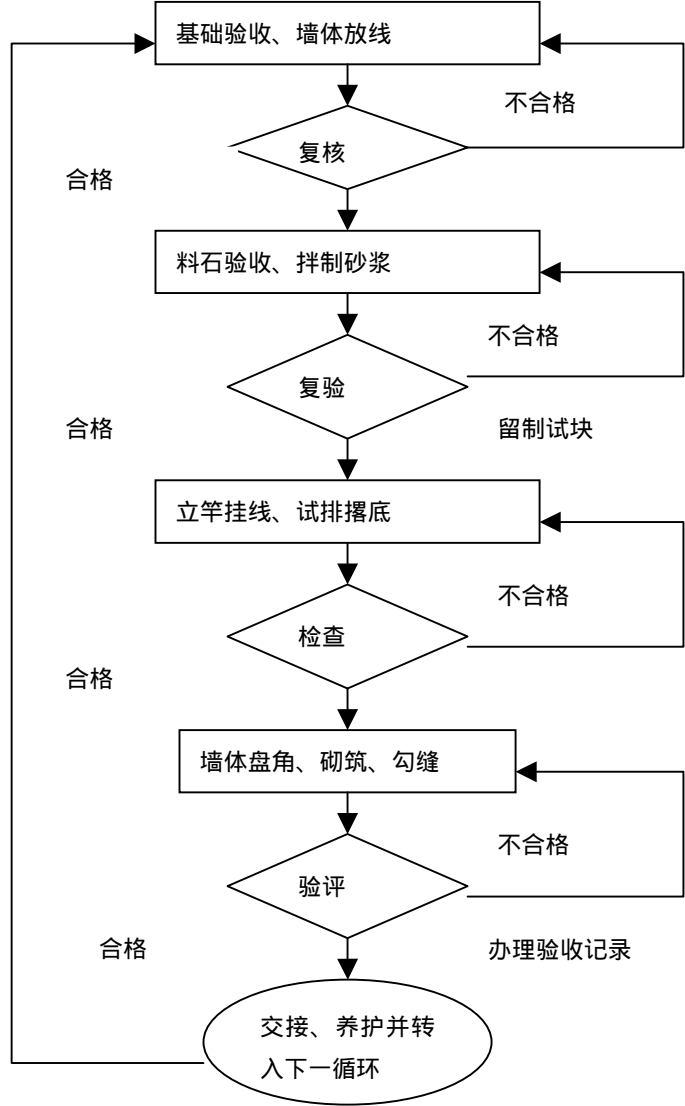 基础验收、墙体放线
不合格
复核
合格
料石验收、拌制砂浆
不合格
复验
合格
留制试块
立竿挂线、试排撂底
不合格
检查
合格
墙体盘角、砌筑、勾缝
不合格
验评
合格
办理验收记录
交接、养护并转
入下一循环